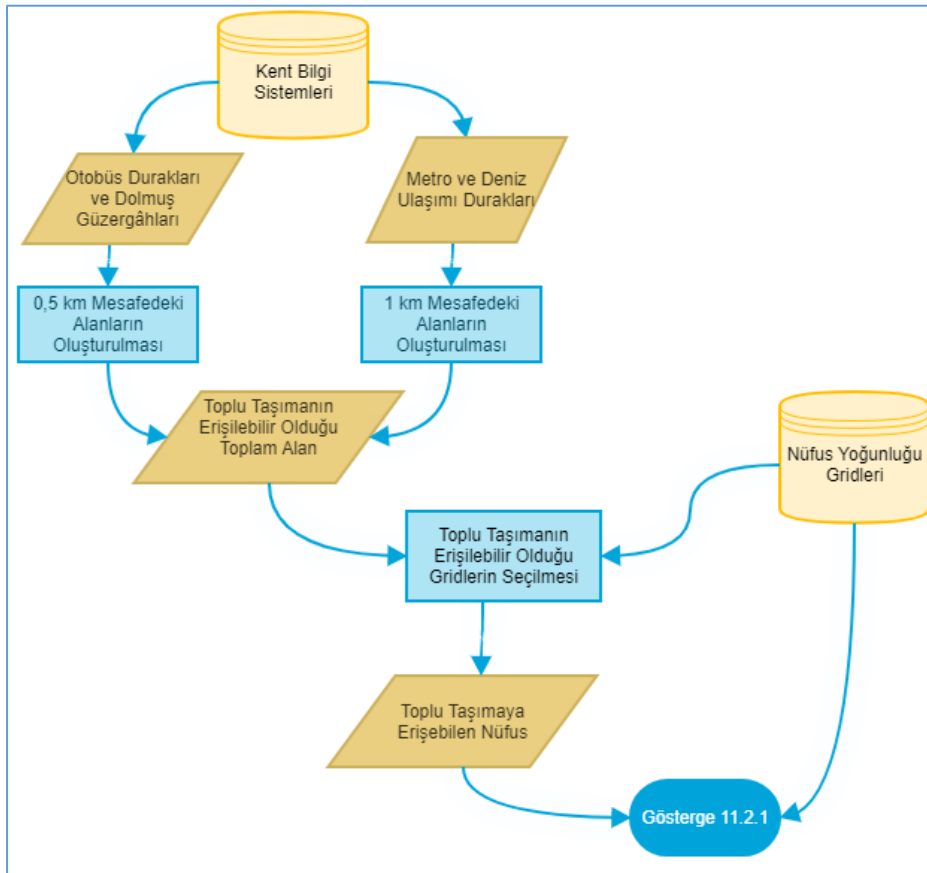 Kent Bilgi
Sistemleri
Otobüs Durakları
ve Dolmuş
Güzergâhları
Metro ve Deniz
Ulaşımı Durakları
0,5 km Mesafedeki
Alanların
Oluşturulması
1 km Mesafedeki
Alanların
Oluşturulması
Toplu Taşımanın
Erişilebilir Olduğu
Toplam Alan
Nüfus Yoğunluğu
Gridleri
Toplu Taşımanın
Erişilebilir Olduğu
Gridlerin Seçilmesi
Toplu Taşımaya
Erişebilen Nüfus
Gösterge 11.2.1